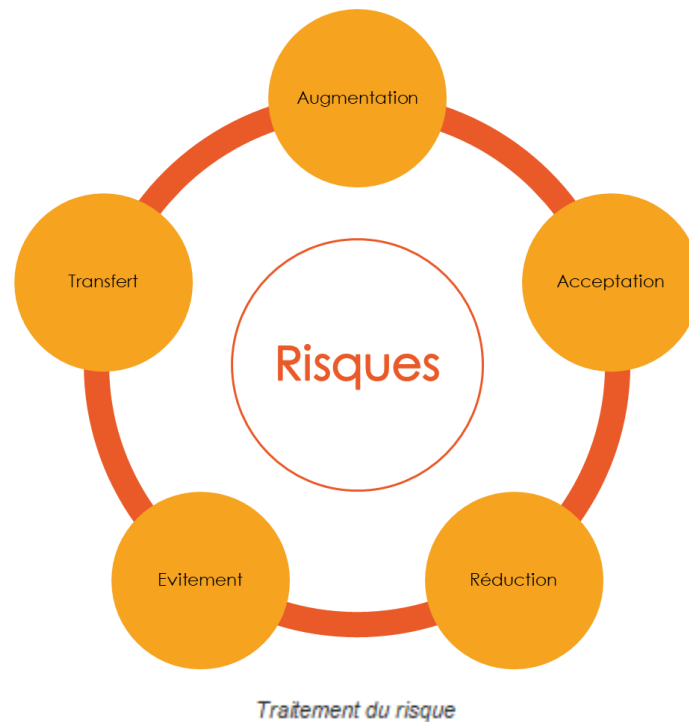 Augmentation
Transfert
Acceptation
Risques
Evitement
Réduction
Traitement du risque